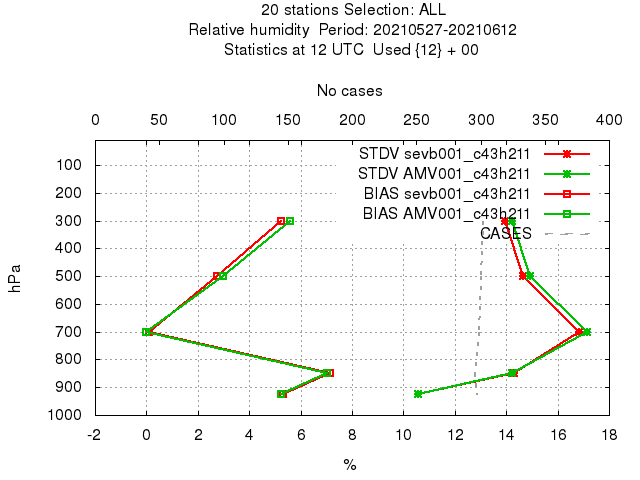 20 stations Selection: ALL
Relative humidity  Period: 20210527-20210612
Statistics at 12 UTC  Used {12} + 00
No cases
0 50 100 150 200 250 300 350 400
STDV sevb001_c43h211
STDV AMV001_c43h211
BIAS sevb001_c43h211
BIAS AMV001_c43h211
CASES
hPa
100
200
300
400
500
600
700
800
900
1000
-2 0 2 4 6 8 10 12 14 16 18
%